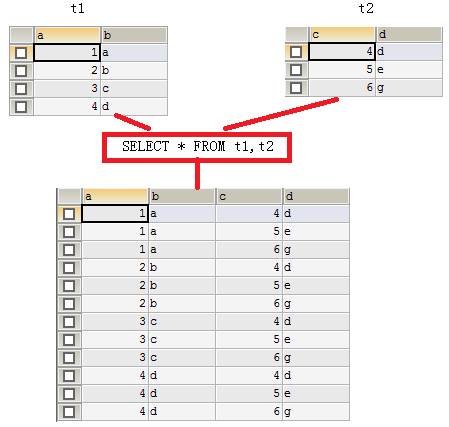 t1 t2
a b c d
1 a 4 d
2 b 5 e
3 c 6 g
4 d
SELECT * FROM t1,t2
a b c d
1 a 4 d
1 a 5 e
1 a 6 g
2 b 4 d
2 b 5 e
2 b 6 g
3 c 4 d
3 c 5 e
3 c 6 g
4 d 4 d
4 d 5 e
4 d 6 g